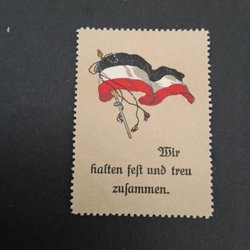 Wir
halten feſt und treu
zuſammen.